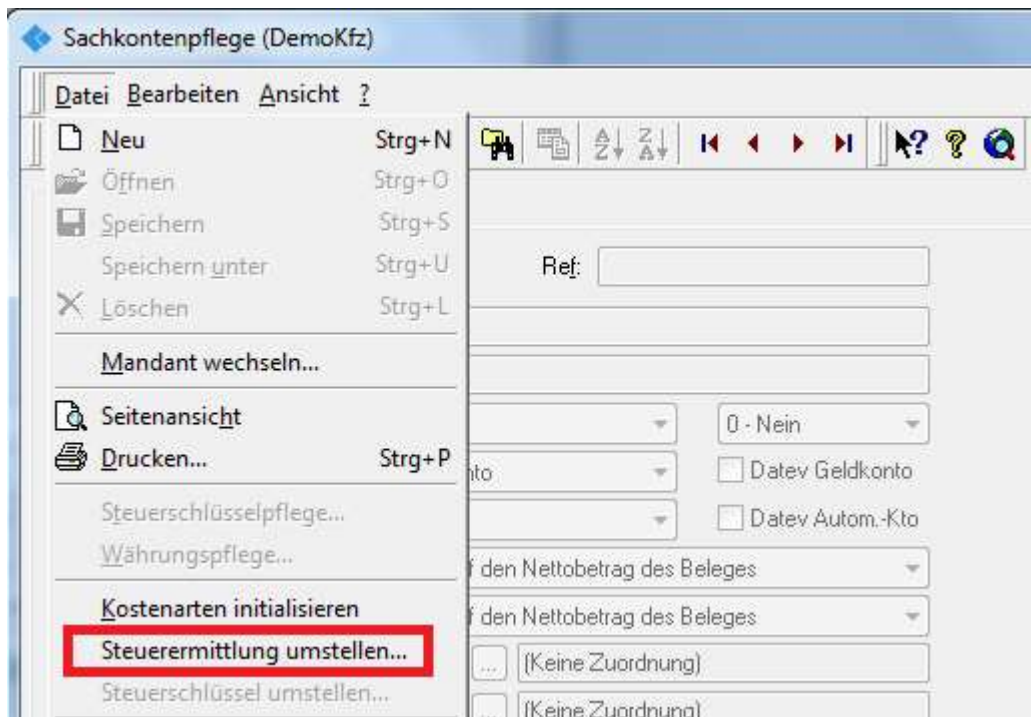 Sachkontenpflege (DemoKfz)
Datei Bearbeiten Ansicht ?
Neu Strg+N
Öffnen Strg+O
Speichern Strg+S
Speichern unter Strg+U
Ref:
Löschen Strg+L
Mandant wechseln...
Seitenansicht
0 - Nein
Drucken... Strg+P
nto
Datev Geldkonto
Steuerschlüsselpflege...
Datev Autom.-Kto
Währungspflege...
f den Nettobetrag des Beleges
Kostenarten initialisieren
f den Nettobetrag des Beleges
Steuerermittlung umstellen...
... (Keine Zuordnung)
Steuerschlüssel umstellen...
... (Keine Zuordnung)